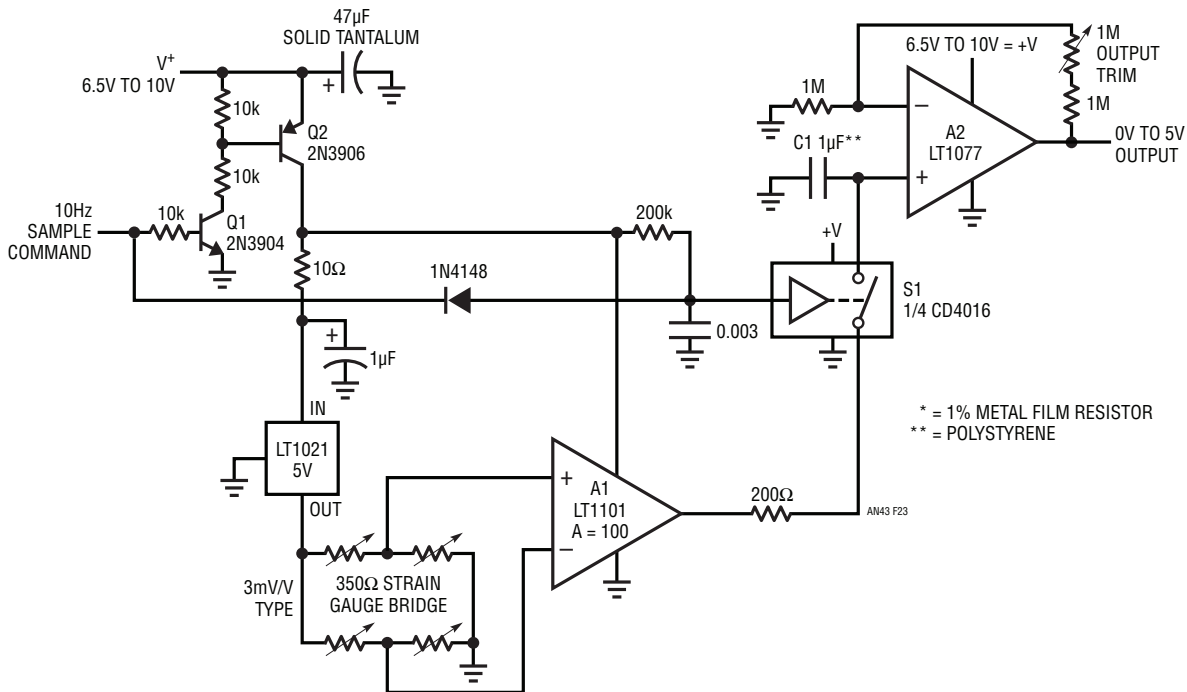 47µF
SOLID TANTALUM
V+
6.5V TO 10V
+
10k
Q2
2N3906
10k
10Hz
SAMPLE
COMMAND
10k
Q1
2N3904
10Ω
+
1µF
IN
LT1021
5V
OUT
3mV/V
TYPE
350Ω STRAIN
GAUGE BRIDGE
1N4148
200k
0.003
+
A1
LT1101
A = 100
−
200Ω
6.5V TO 10V = +V
1M
OUTPUT
TRIM
1M
1M
−
A2
LT1077
+
0V TO 5V
OUTPUT
C1 1µF**
+V
S1
1/4 CD4016
* = 1% METAL FILM RESISTOR
** = POLYSTYRENE
AN43 F23